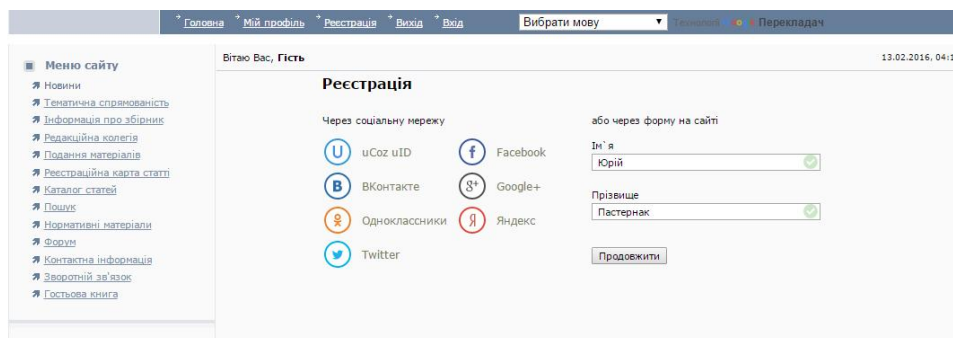 Головна Мій профіль Реєстрація Вихід Вхід Вибрати мову Технології Перекладач
Вітаю Вас, Гість 13.02.2016, 04:1
Меню сайту
Новини
Тематична спрямованість
Інформація про збірник
Редакційна колегія
Подання матеріалів
Реєстраційна карта статті
Каталог статей
Пошук
Нормативні матеріали
Форум
Контактна інформація
Зворотній зв'язок
Гостьова книга
Реєстрація
Через соціальну мережу
U uCoz uID f Facebook
B ВКонтакте g+ Google+
Одноклассники Я Яндекс
Twitter
або через форму на сайті
Ім`я
Юрій
Прізвище
Пастернак
Продовжити